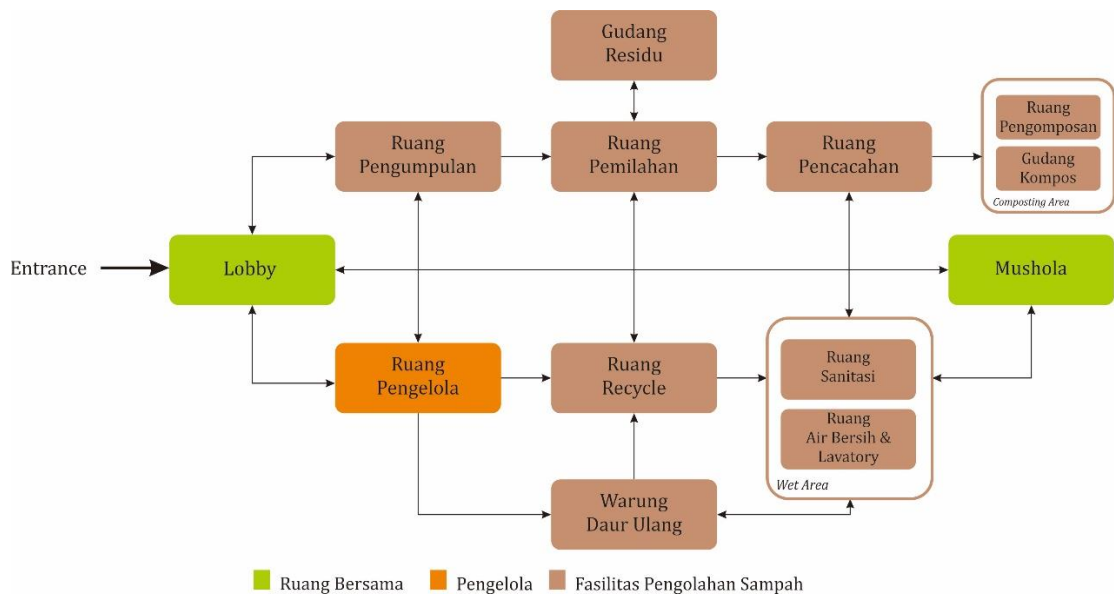 Gudang
Residu
Ruang
Pengumpulan
Ruang
Pemilahan
Ruang
Pencacahan
Ruang
Pengomposan
Gudang
Kompos
Composting Area
Entrance
Lobby
Mushola
Ruang
Pengelola
Ruang
Recycle
Ruang
Sanitasi
Ruang
Air Bersih &
Lavatory
Wet Area
Warung
Daur Ulang
Ruang Bersama
Pengelola
Fasilitas Pengolahan Sampah